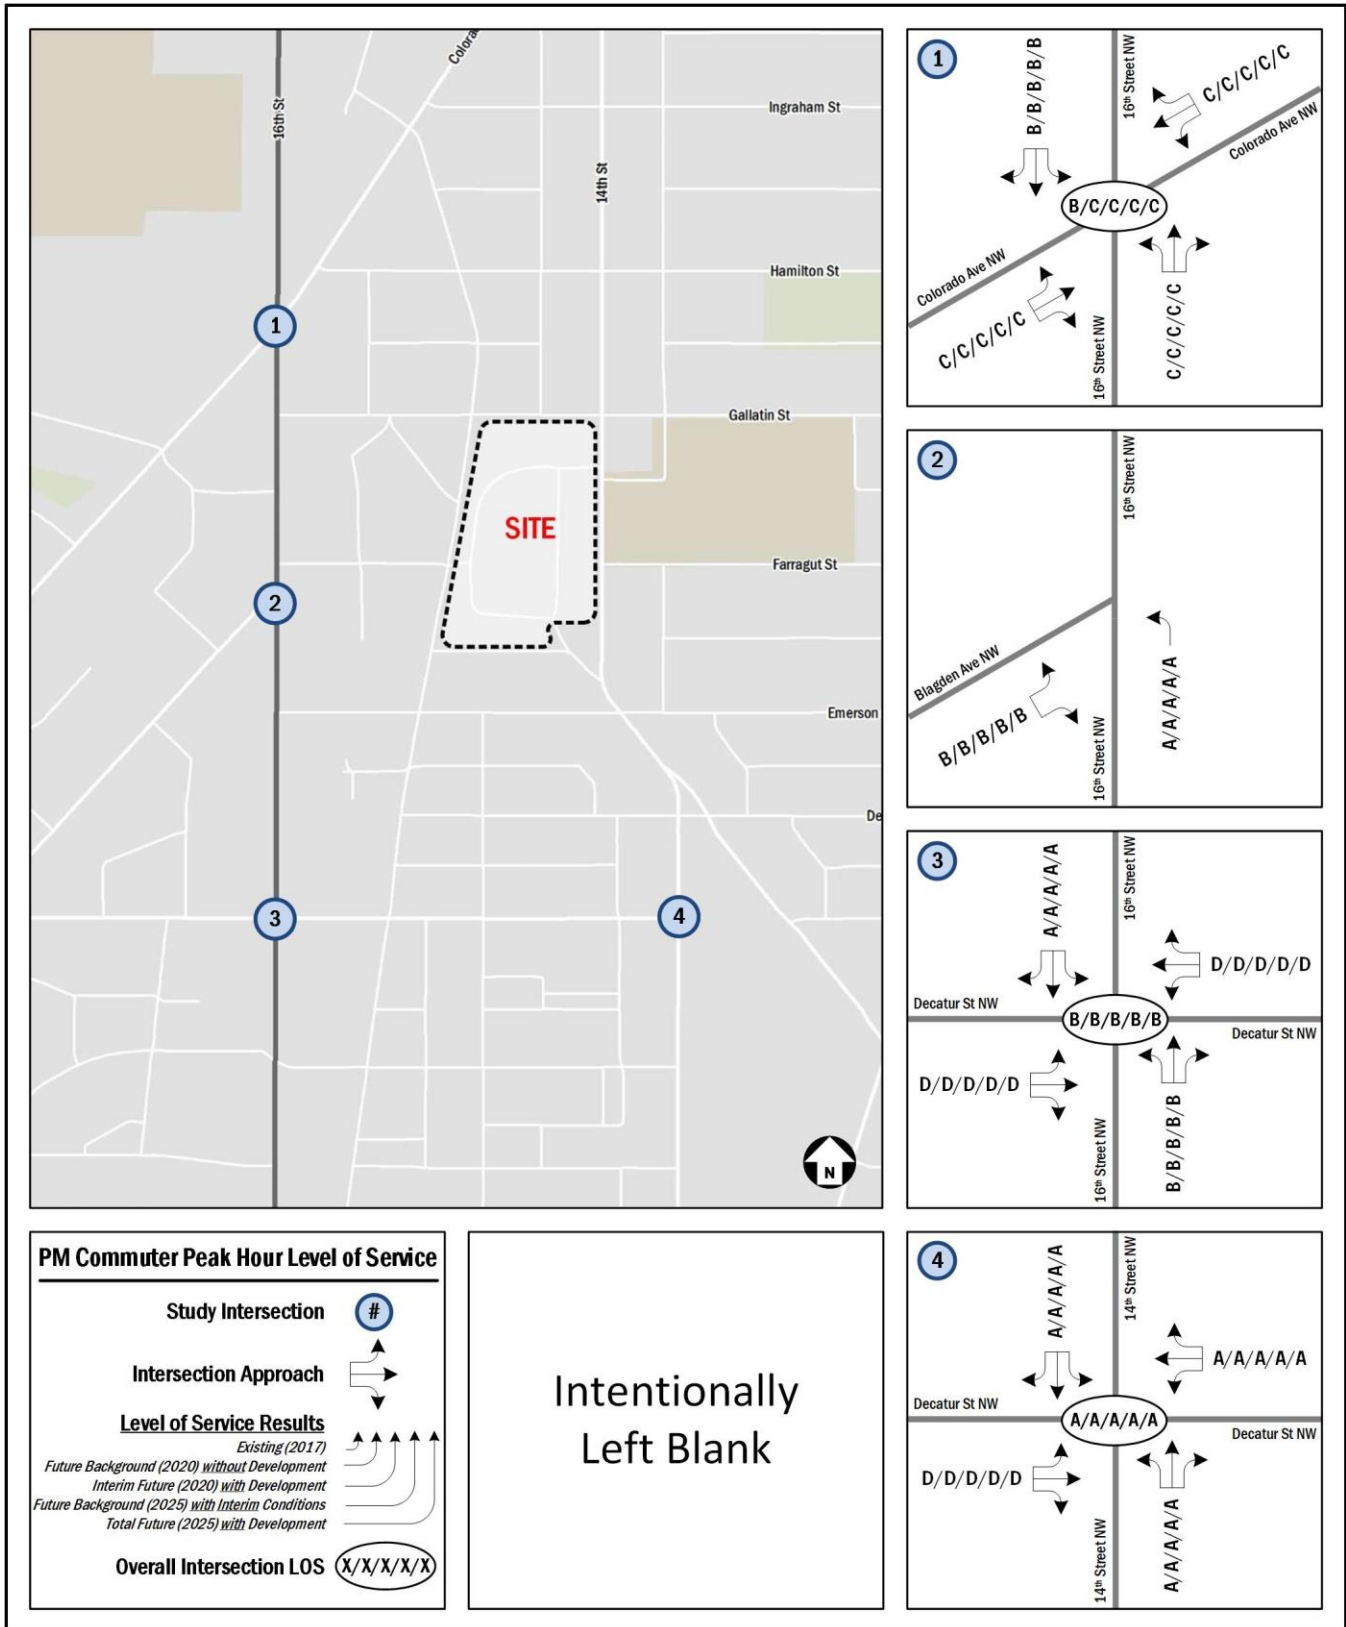 Colora
16th St
Ingraham St
14th St
Hamilton St
1
Gallatin St
SITE
Farragut St
2
Emerson
De
3
4
N
1
B/B/B/B/B
16th Street NW
C/C/C/C/C
Colorado Ave NW
B/C/C/C/C
Colorado Ave NW
C/C/C/C/C
16th Street NW
C/C/C/C/C
2
16th Street NW
Blagden Ave NW
B/B/B/B/B
16th Street NW
A/A/A/A/A
3
A/A/A/A/A
16th Street NW
D/D/D/D/D
Decatur St NW
B/B/B/B/B
Decatur St NW
D/D/D/D/D
16th Street NW
B/B/B/B/B
4
A/A/A/A/A
14th Street NW
A/A/A/A/A
Decatur St NW
A/A/A/A/A
Decatur St NW
D/D/D/D/D
14th Street NW
A/A/A/A/A
PM Commuter Peak Hour Level of Service
Study Intersection #
Intersection Approach
Level of Service Results
Existing (2017)
Future Background (2020) without Development
Interim Future (2020) with Development
Future Background (2025) with Interim Conditions
Total Future (2025) with Development
Overall Intersection LOS X/X/X/X/X
Intentionally
Left Blank